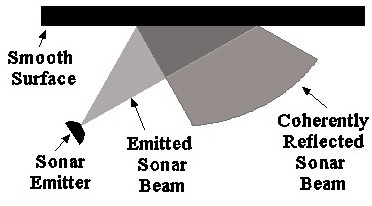 Smooth
Surface
Sonar
Emitter
Emitted
Sonar
Beam
Coherently
Reflected
Sonar
Beam